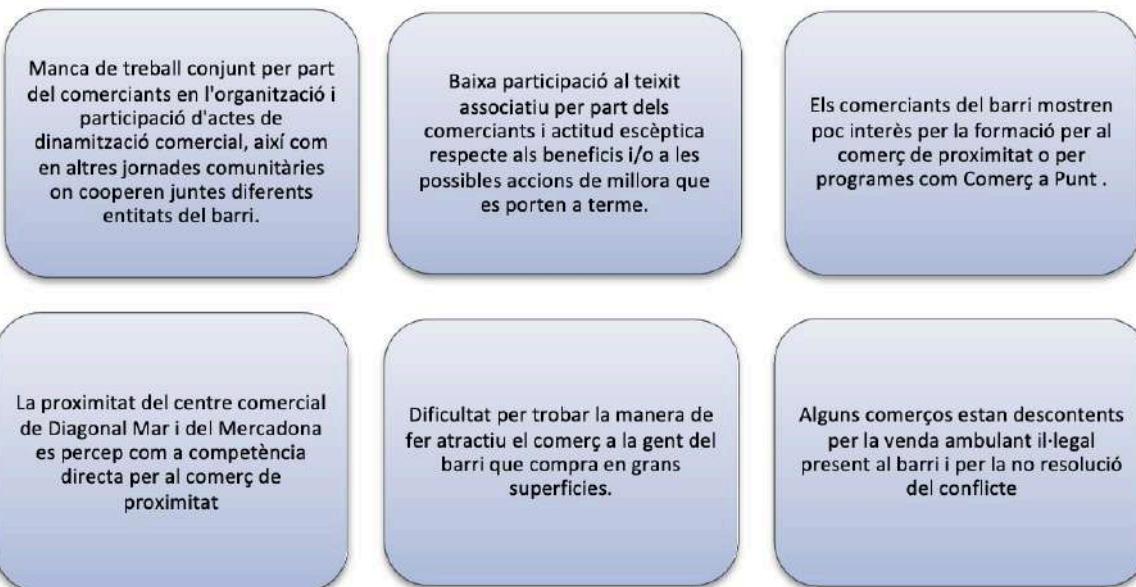 Manca de treball conjunt per part
del comerciants en l'organització i
participació d'actes de
dinamització comercial, així com
en altres jornades comunitàries
on cooperen juntes diferents
entitats del barri.
Baixa participació al teixit
associatiu per part dels
comerciants i actitud escèptica
respecte als beneficis i/o a les
possibles accions de millora que
es porten a terme.
Els comerciants del barri mostren
poc interès per la formació per al
comerç de proximitat o per
programes com Comerç a Punt .
La proximitat del centre comercial
de Diagonal Mar i del Mercadona
es percep com a competència
directa per al comerç de
proximitat
Dificultat per trobar la manera de
fer atractiu el comerç a la gent del
barri que compra en grans
superfícies.
Alguns comerços estan descontents
per la venda ambulant il·legal
present al barri i per la no resolució
del conflicte